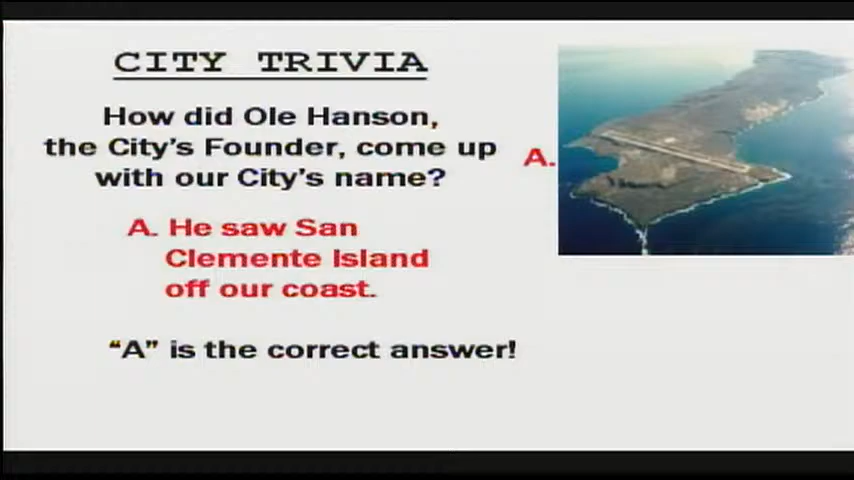 CITY TRIVIA
How did Ole Hanson,
the City's Founder, come up
with our City's name?
A. He saw San
Clemente Island
off our coast.
"A" is the correct answer!
A.